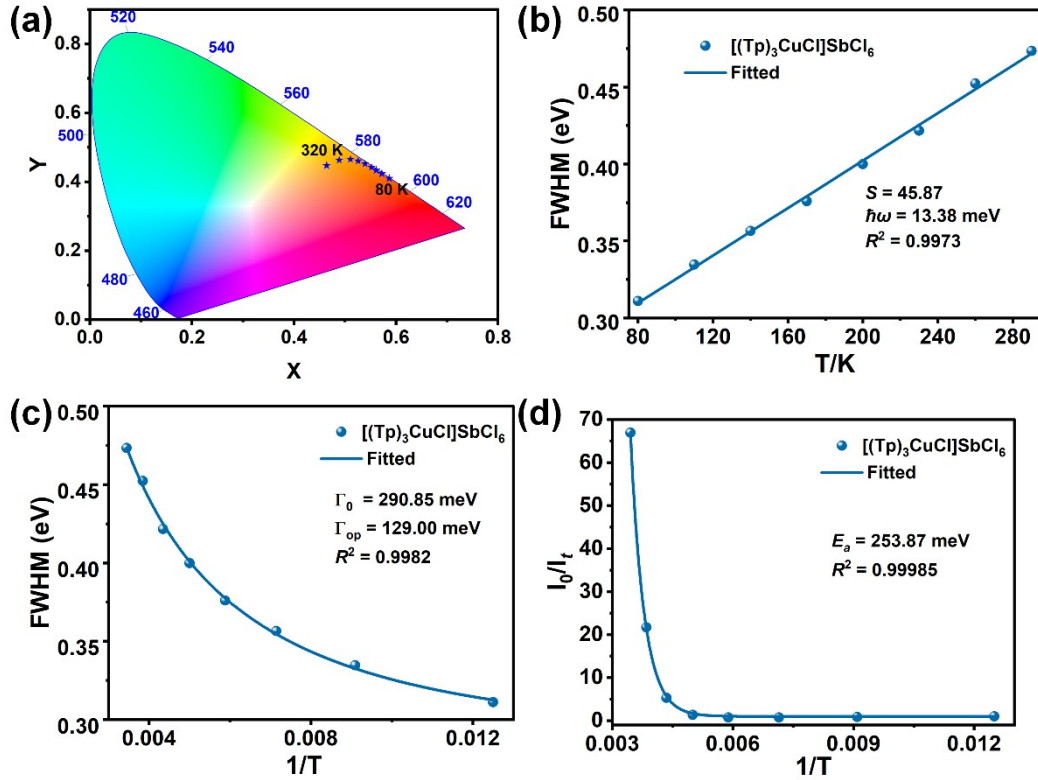 (a)
520
540
560
580
600
620
500
480
460
320 K
80 K
0.8
0.6
0.4
0.2
0.0
0.0 0.2 0.4 0.6 0.8
Y
X
(b)
[(Tp)₃CuCl]SbCl₆
Fitted
S = 45.87
ħω = 13.38 meV
R² = 0.9973
0.50
0.45
0.40
0.35
0.30
80 120 160 200 240 280
FWHM (eV)
T/K
(c)
[(Tp)₃CuCl]SbCl₆
Fitted
Γ₀ = 290.85 meV
Γop = 129.00 meV
R² = 0.9982
0.50
0.45
0.40
0.35
0.30
0.004 0.008 0.012
FWHM (eV)
1/T
(d)
[(Tp)₃CuCl]SbCl₆
Fitted
Eₐ = 253.87 meV
R² = 0.99985
70
60
50
40
30
20
10
0
0.003 0.006 0.009 0.012
I₀/Iₜ
1/T